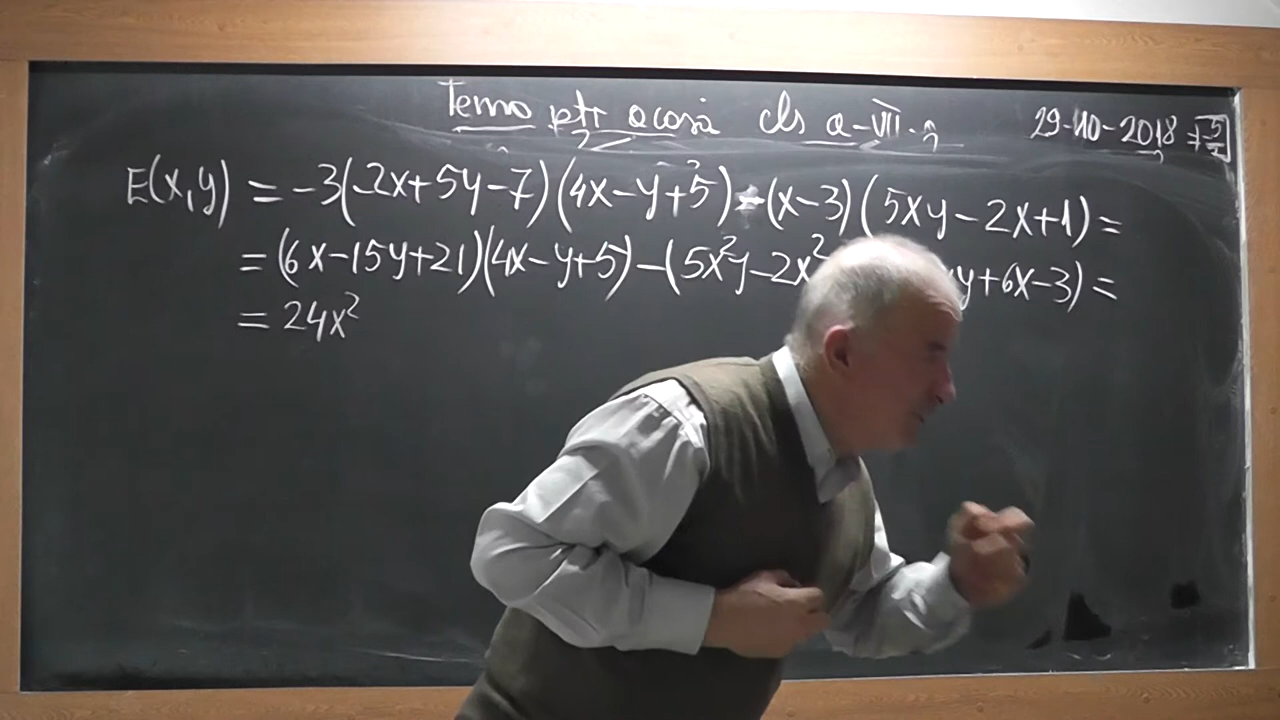 Temă ptr acasă cls a-VII-a
29-10-2018
E(x,y) = -3(-2x+5y-7)(4x-y+5)-(x-3)(5xy-2x+1)=
=(6x-15y+21)(4x-y+5)-(5x²y-2x² y+6x-3)=
= 24x²